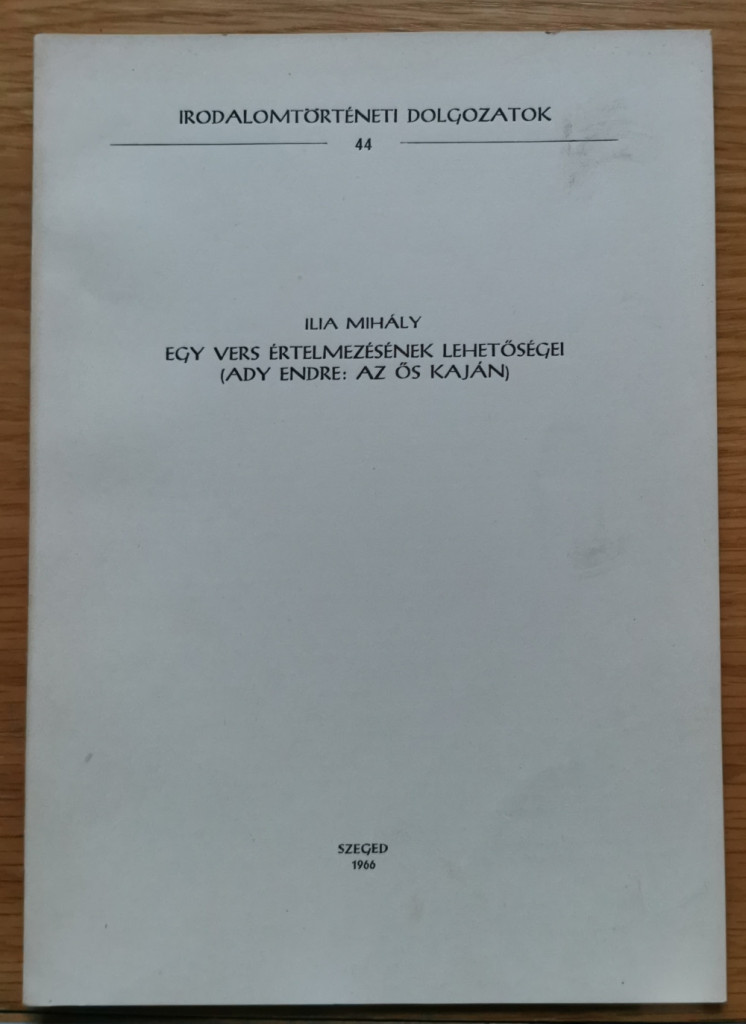 IRODALOMTÖRTÉNETI DOLGOZATOK
44
ILIA MIHÁLY
EGY VERS ÉRTELMEZÉSÉNEK LEHETŐSÉGEI
(ADY ENDRE: AZ ŐS KAJÁN)
SZEGED
1966